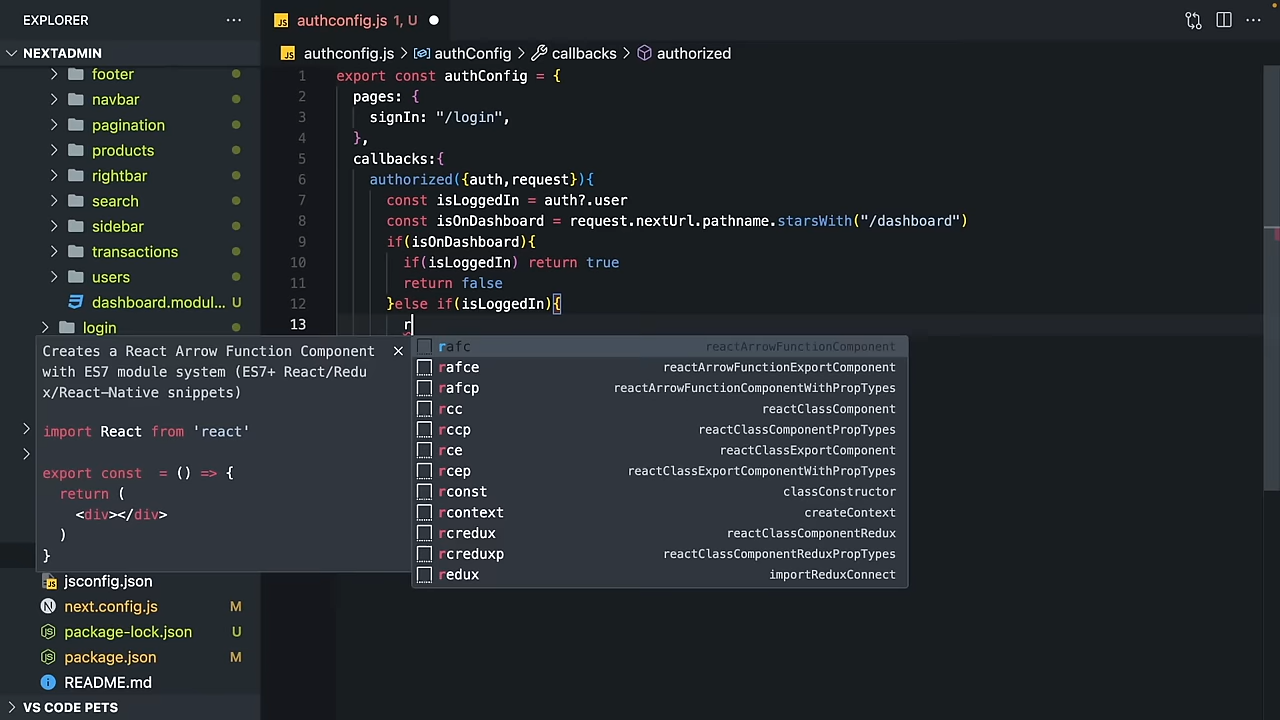 EXPLORER
authconfig.js 1, U
NEXTADMIN
authconfig.js > authConfig > callbacks > authorized
footer
navbar
pagination
products
rightbar
search
sidebar
transactions
users
dashboard.modul... U
login
1 export const authConfig = {
2 pages: {
3 signIn: "/login",
4 },
5 callbacks:{
6 authorized({auth,request}){
7 const isLoggedIn = auth?.user
8 const isOnDashboard = request.nextUrl.pathname.starsWith("/dashboard")
9 if(isOnDashboard){
10 if(isLoggedIn) return true
11 return false
12 }else if(isLoggedIn){
13 r
Creates a React Arrow Function Component
with ES7 module system (ES7+ React/Redu
x/React-Native snippets)
import React from 'react'
export const  = () => {
return (
<div></div>
)
}
rafc reactArrowFunctionComponent
rafce reactArrowFunctionExportComponent
rafcp reactArrowFunctionComponentWithPropTypes
rcc reactClassComponent
rccp reactClassComponentPropTypes
rce reactClassExportComponent
rcep reactClassExportComponentWithPropTypes
rconst classConstructor
rcontext createContext
rcredux reactClassComponentRedux
rcreduxp reactClassComponentReduxPropTypes
redux importReduxConnect
jsconfig.json
next.config.js M
package-lock.json U
package.json M
README.md
VS CODE PETS